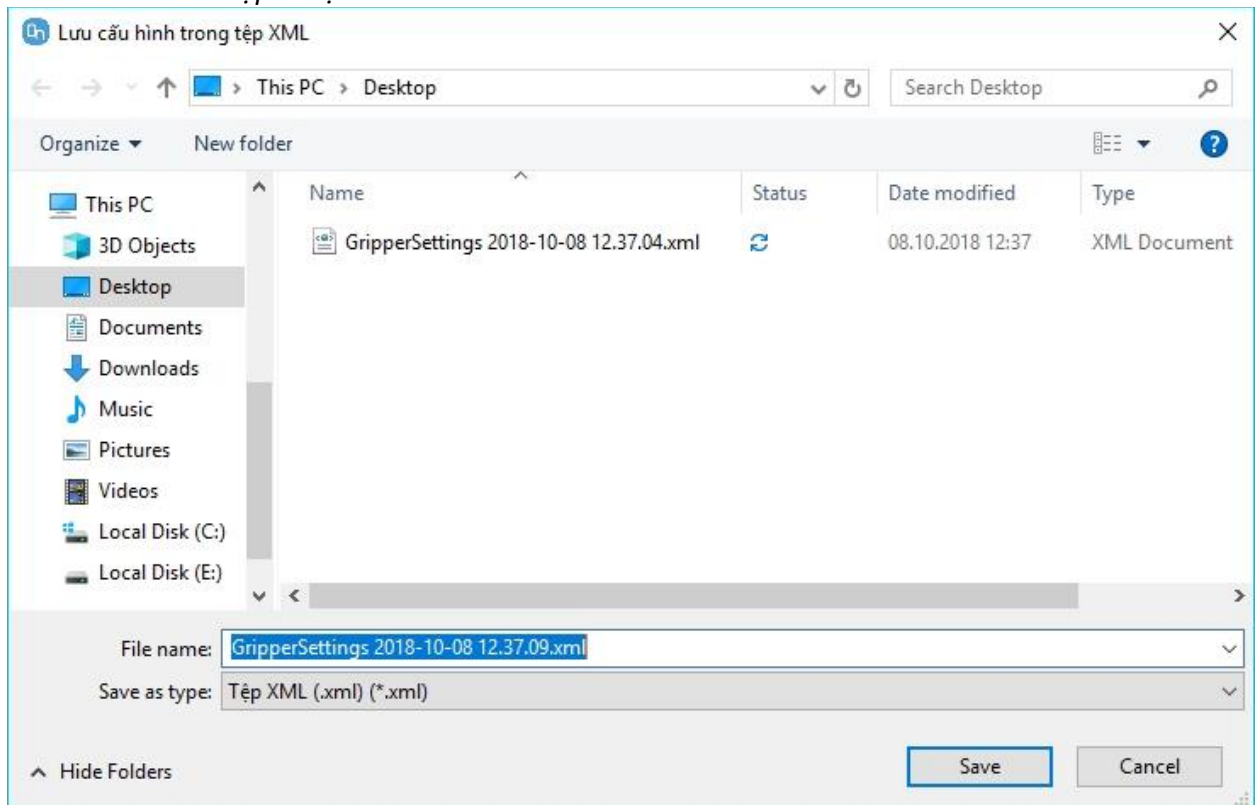 Lưu cấu hình trong tệp XML
This PC > Desktop
Search Desktop
Organize
New folder
Name
Status
Date modified
Type
This PC
3D Objects
Desktop
Documents
Downloads
Music
Pictures
Videos
Local Disk (C:)
Local Disk (E:)
GripperSettings 2018-10-08 12.37.04.xml
08.10.2018 12:37
XML Document
File name: GripperSettings 2018-10-08 12.37.09.xml
Save as type: Tệp XML (.xml) (*.xml)
Hide Folders
Save
Cancel